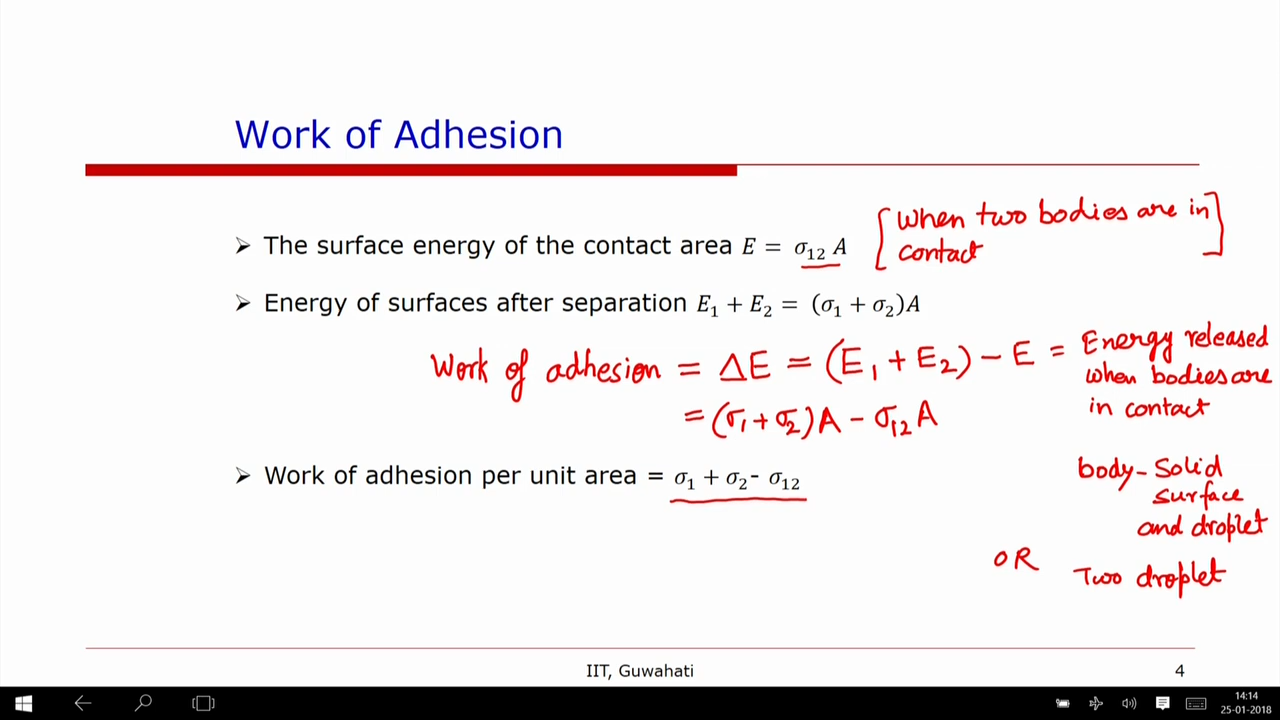 Work of Adhesion
➢ The surface energy of the contact area E = σ₁₂ A
[When two bodies are in
contact]
➢ Energy of surfaces after separation E₁ + E₂ = (σ₁ + σ₂)A
Work of adhesion = ΔE = (E₁ + E₂) − E = Energy released
when bodies are
in contact
= (σ₁ + σ₂)A − σ₁₂ A
➢ Work of adhesion per unit area = σ₁ + σ₂- σ₁₂
body - Solid
surface
and droplet
OR
Two droplet
IIT, Guwahati
4
14:14
25-01-2018